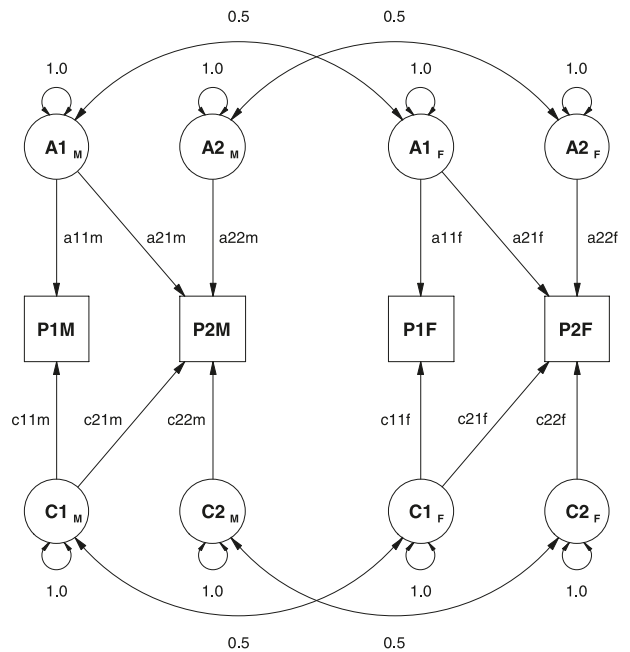 0.5 0.5
1.0 1.0 1.0 1.0
A1 M A2 M A1 F A2 F
a11m a21m a22m a11f a21f a22f
P1M P2M P1F P2F
c11m c21m c22m c11f c21f c22f
C1 M C2 M C1 F C2 F
1.0 1.0 1.0 1.0
0.5 0.5